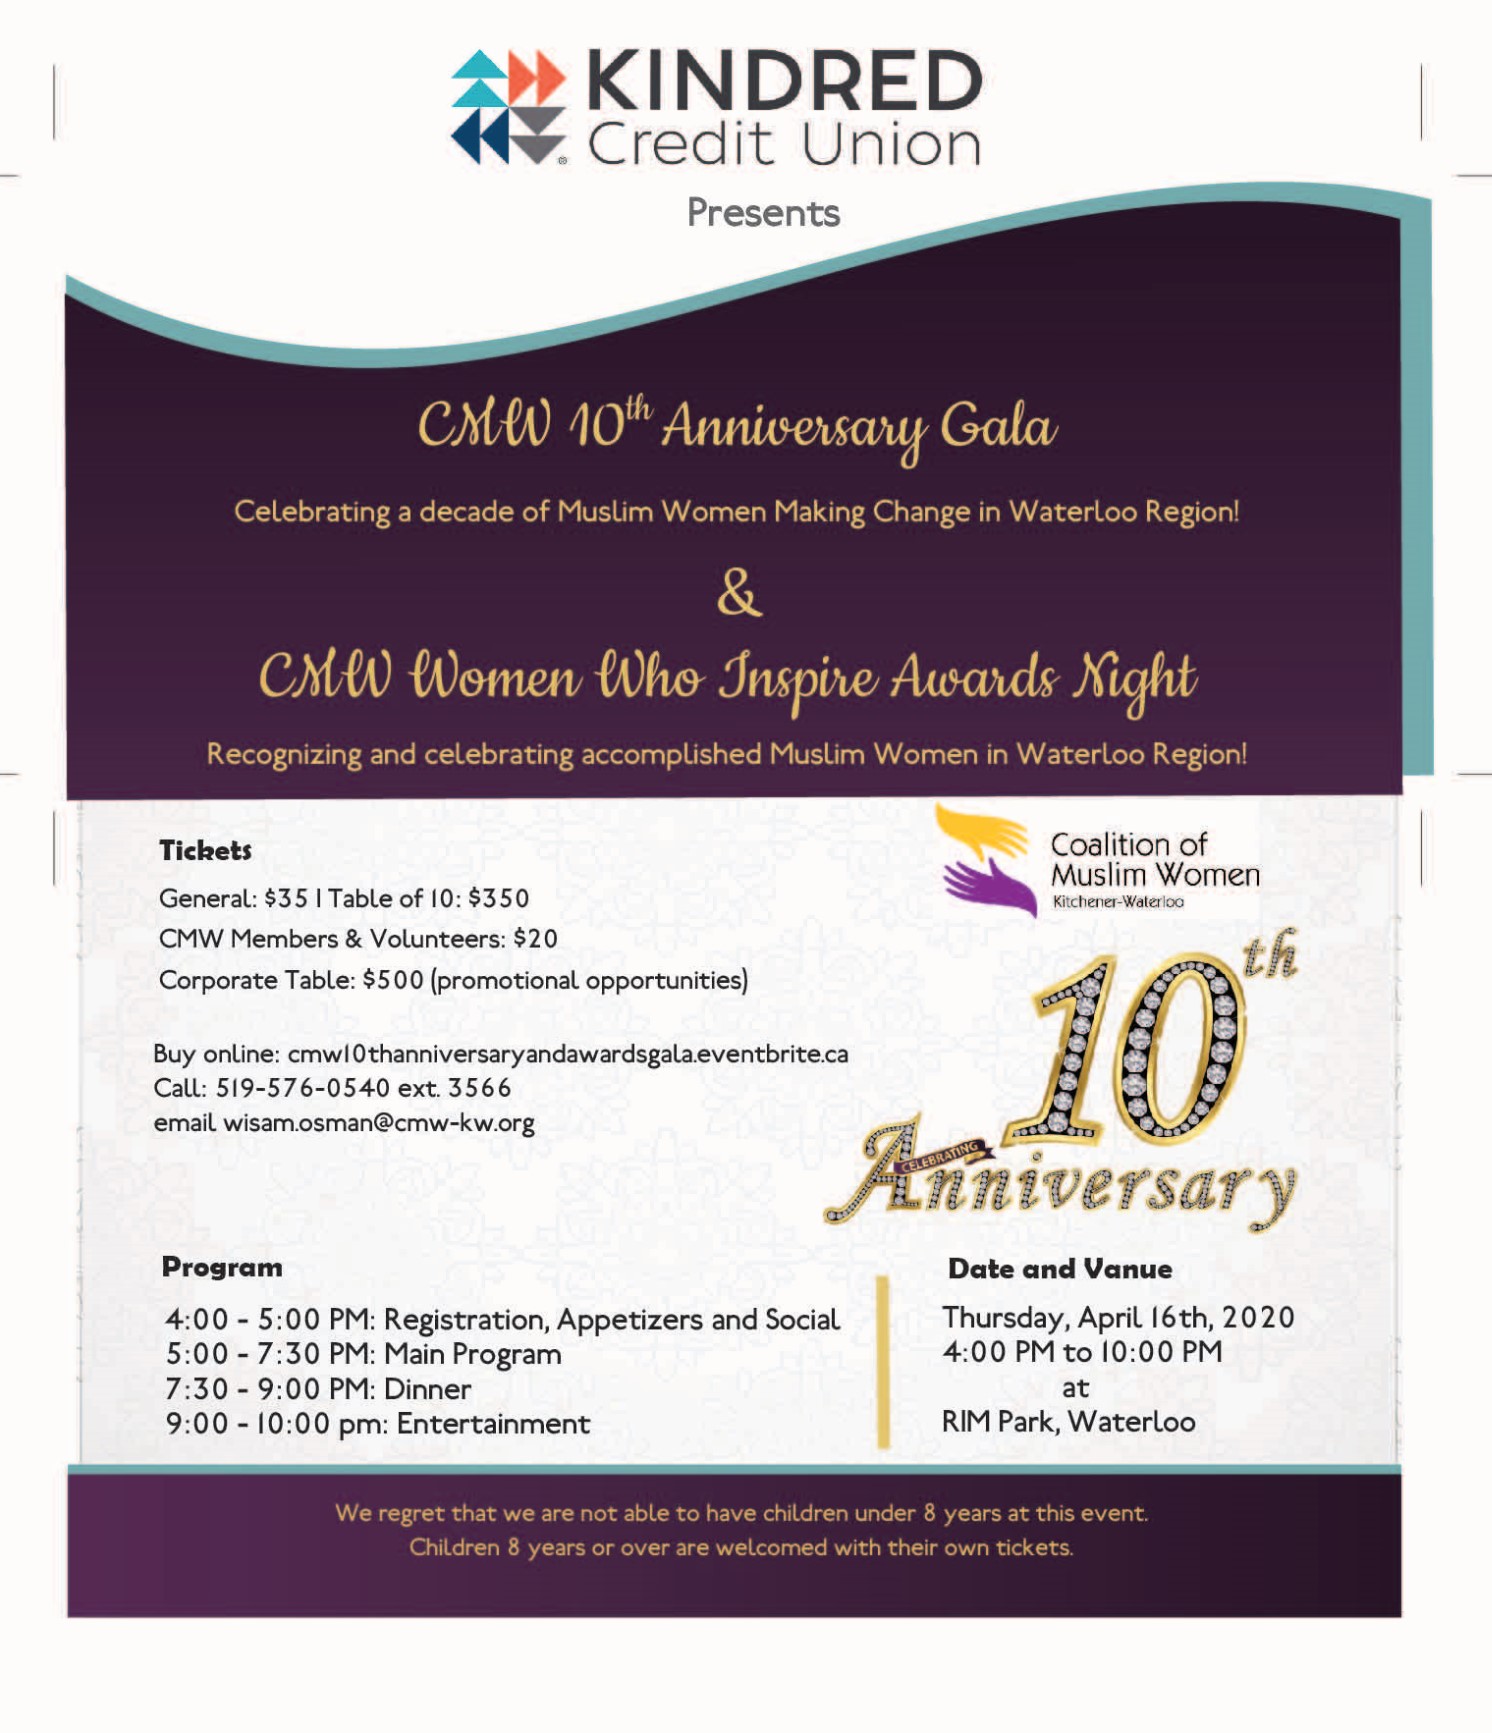 KINDRED
Credit Union
®
Presents
CMW 10th Anniversary Gala
Celebrating a decade of Muslim Women Making Change in Waterloo Region!
&
CMW Women Who Inspire Awards Night
Recognizing and celebrating accomplished Muslim Women in Waterloo Region!
Tickets
General: $35 | Table of 10: $350
CMW Members & Volunteers: $20
Corporate Table: $500 (promotional opportunities)
Buy online: cmw10thanniversaryandawardsgala.eventbrite.ca
Call: 519-576-0540 ext. 3566
email wisam.osman@cmw-kw.org
Coalition of
Muslim Women
Kitchener-Waterloo
10th
CELEBRATING
Anniversary
Program
4:00 - 5:00 PM: Registration, Appetizers and Social
5:00 - 7:30 PM: Main Program
7:30 - 9:00 PM: Dinner
9:00 - 10:00 pm: Entertainment
Date and Vanue
Thursday, April 16th, 2020
4:00 PM to 10:00 PM
at
RIM Park, Waterloo
We regret that we are not able to have children under 8 years at this event.
Children 8 years or over are welcomed with their own tickets.